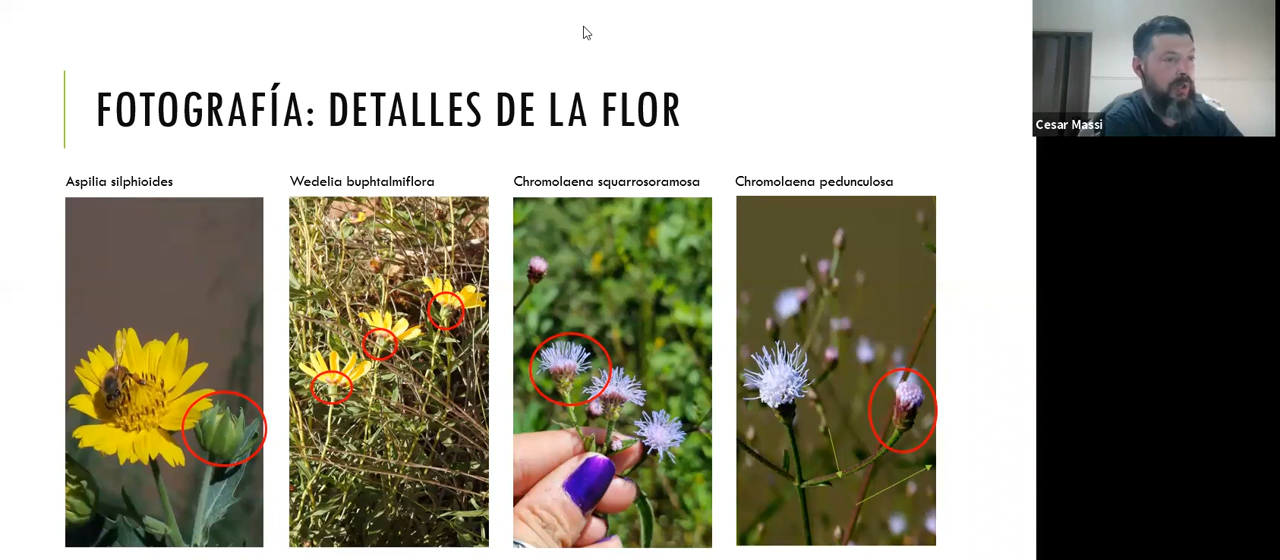 FOTOGRAFÍA: DETALLES DE LA FLOR
Cesar Massi
Aspilia silphioides
Wedelia buphtalmiflora
Chromolaena squarrosoramosa
Chromolaena pedunculosa